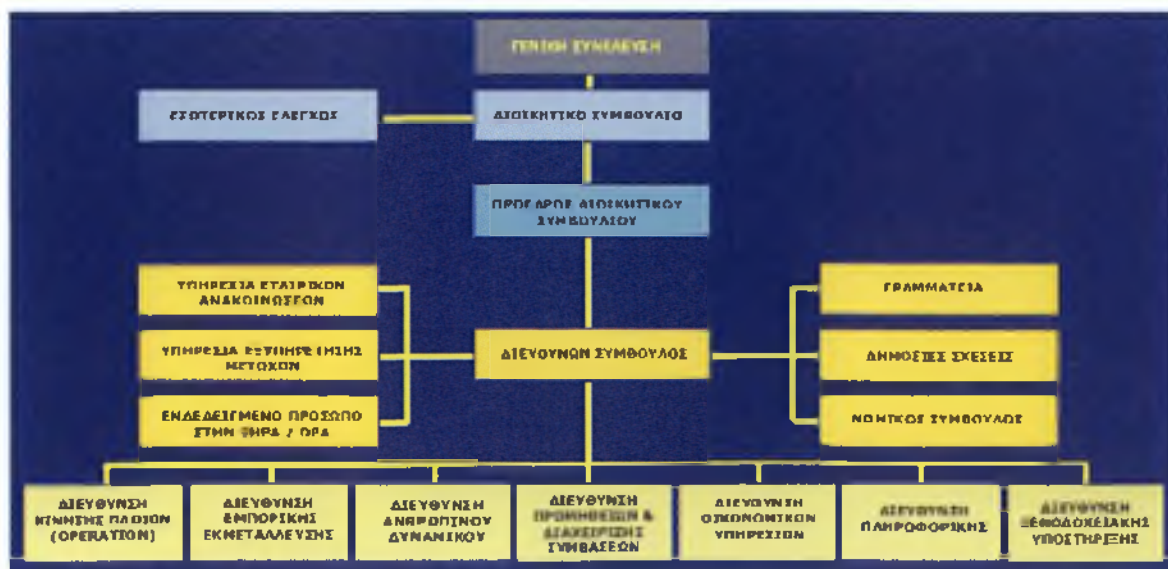 ΓΕΝΙΚΗ ΣΥΝΕΛΕΥΣΗ
ΕΣΩΤΕΡΙΚΟΣ ΕΛΕΓΧΟΣ
ΔΙΟΙΚΗΤΙΚΟ ΣΥΜΒΟΥΛΙΟ
ΠΡΟΕΔΡΟΣ ΔΙΟΙΚΗΤΙΚΟΥ
ΣΥΜΒΟΥΛΙΟΥ
ΥΠΗΡΕΣΙΑ ΕΤΑΙΡΙΚΩΝ
ΑΝΑΚΟΙΝΩΣΕΩΝ
ΥΠΗΡΕΣΙΑ ΕΞΥΠΗΡΕΤΗΣΗΣ
ΜΕΤΟΧΩΝ
ΕΝΔΕΔΕΙΓΜΕΝΟ ΠΡΟΣΩΠΟ
ΣΤΗΝ
ΔΙΕΥΘΥΝΩΝ ΣΥΜΒΟΥΛΟΣ
ΓΡΑΜΜΑΤΕΙΑ
ΔΗΜΟΣΙΕΣ ΣΧΕΣΕΙΣ
ΝΟΜΙΚΟΣ ΣΥΜΒΟΥΛΟΣ
ΔΙΕΥΘΥΝΣΗ
ΚΙΝΗΣΗΣ ΠΛΟΙΩΝ
(OPERATION)
ΔΙΕΥΘΥΝΣΗ
ΕΜΠΟΡΙΚΗΣ
ΕΚΜΕΤΑΛΛΕΥΣΗΣ
ΔΙΕΥΘΥΝΣΗ
ΑΝΘΡΩΠΙΝΟΥ
ΔΥΝΑΜΙΚΟΥ
ΔΙΕΥΘΥΝΣΗ
ΠΡΟΜΗΘΕΙΩΝ &
ΔΙΑΧΕΙΡΙΣΗΣ
ΣΥΜΒΑΣΕΩΝ
ΔΙΕΥΘΥΝΣΗ
ΟΙΚΟΝΟΜΙΚΩΝ
ΥΠΗΡΕΣΙΩΝ
ΔΙΕΥΘΥΝΣΗ
ΠΛΗΡΟΦΟΡΙΚΗΣ
ΔΙΕΥΘΥΝΣΗ
ΞΕΝΟΔΟΧΕΙΑΚΗΣ
ΥΠΟΣΤΗΡΙΞΗΣ